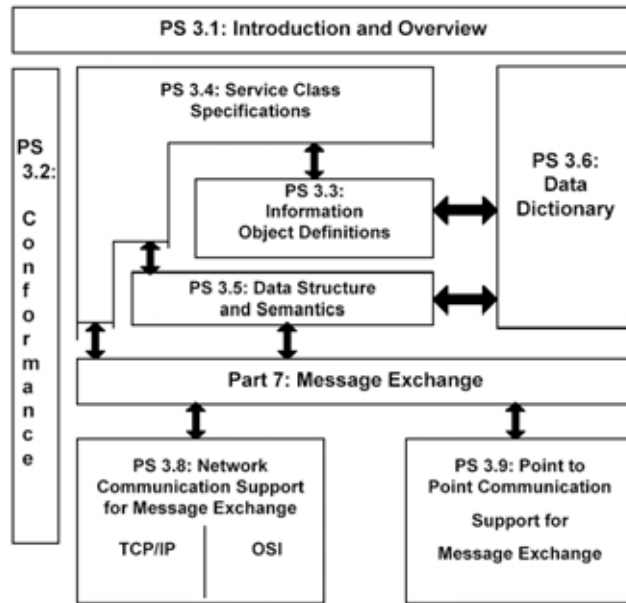 PS 3.1: Introduction and Overview
PS
3.2:
C
o
n
f
o
r
m
a
n
c
e
PS 3.4: Service Class
Specifications
PS 3.3:
Information
Object Definitions
PS 3.6:
Data
Dictionary
PS 3.5: Data Structure
and Semantics
Part 7: Message Exchange
PS 3.8: Network
Communication Support
for Message Exchange
TCP/IP
OSI
PS 3.9: Point to
Point Communication
Support for
Message Exchange